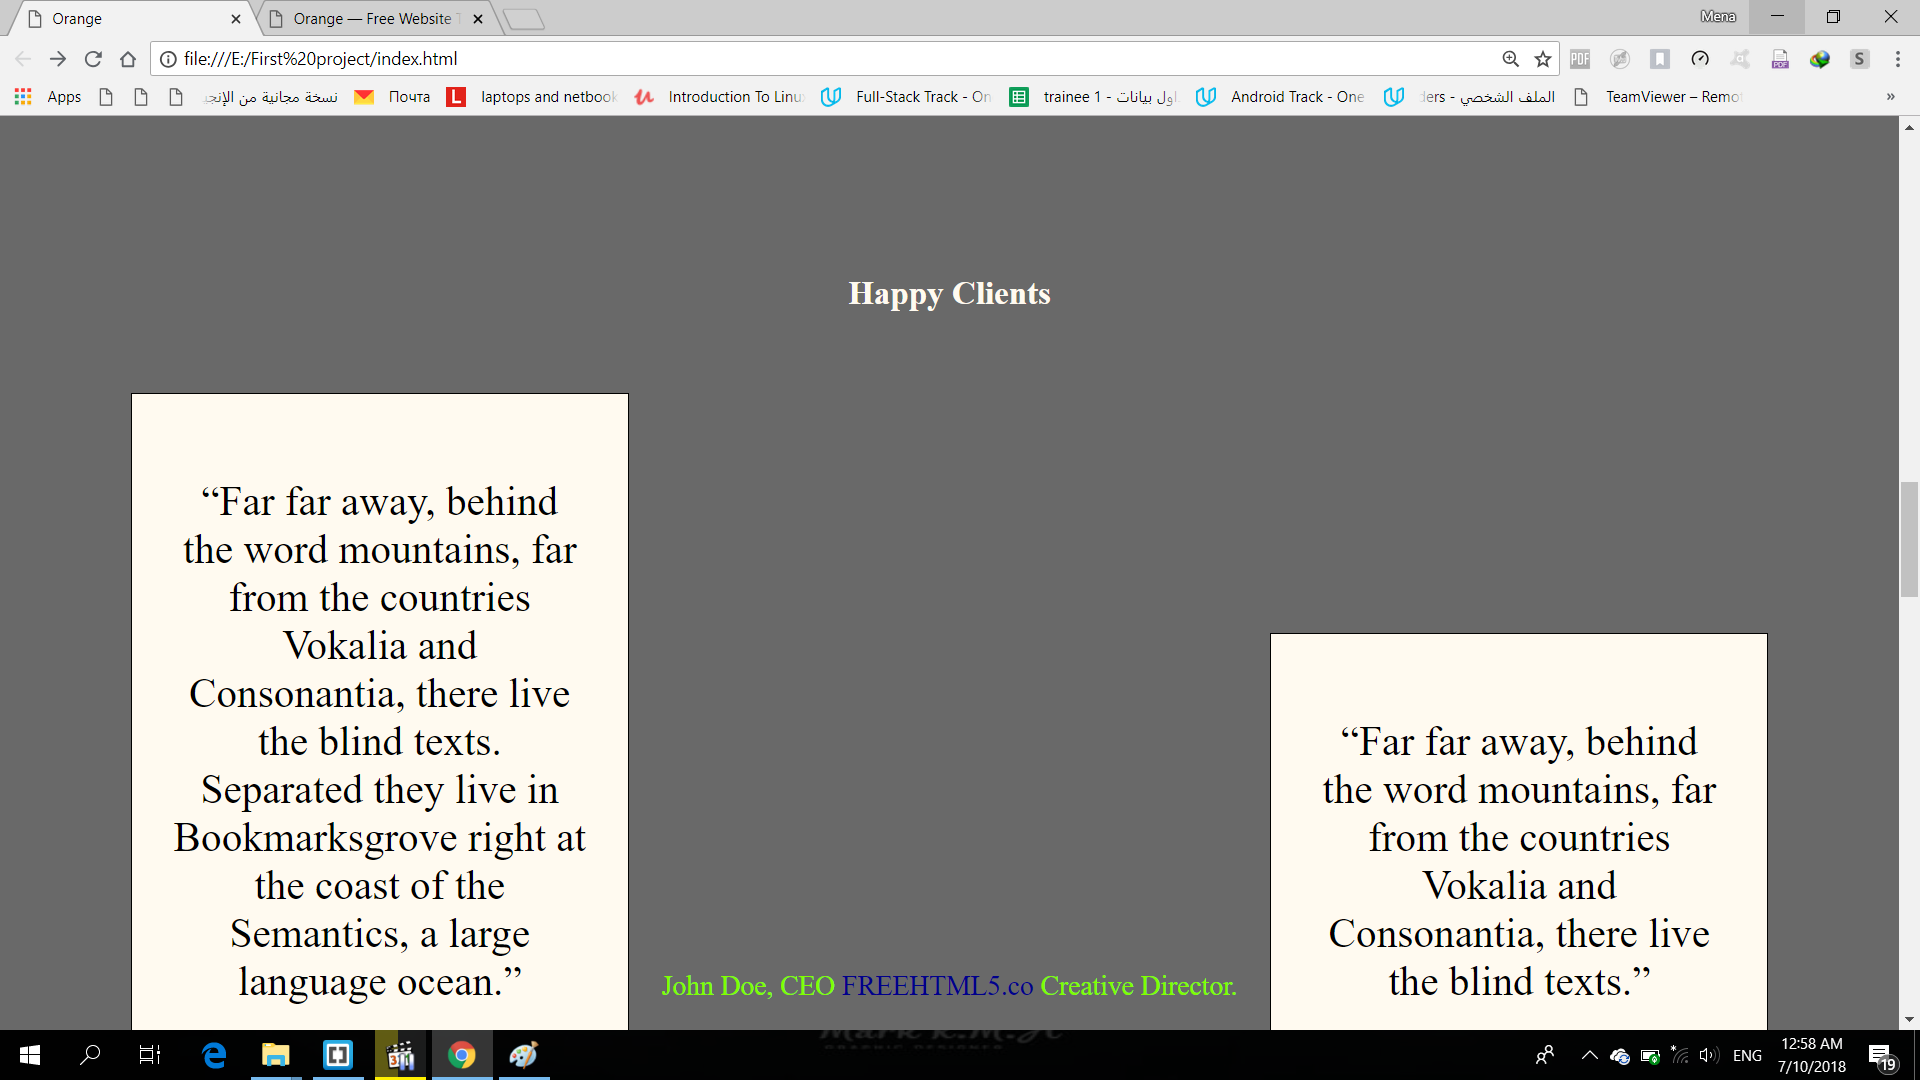 Orange
Orange — Free Website
Mena
file:///E:/First%20project/index.html
Apps
نسخة مجانية من الإنجي
Почта
laptops and netbook
Introduction To Linu
Full-Stack Track - On
trainee 1 - اول بيانات
Android Track - One
ders - الملف الشخصي
TeamViewer – Remo
Happy Clients
“Far far away, behind
the word mountains, far
from the countries
Vokalia and
Consonantia, there live
the blind texts.
Separated they live in
Bookmarksgrove right at
the coast of the
Semantics, a large
language ocean.”
John Doe, CEO FREEHTML5.co Creative Director.
“Far far away, behind
the word mountains, far
from the countries
Vokalia and
Consonantia, there live
the blind texts.”
ENG
12:58 AM
7/10/2018
19